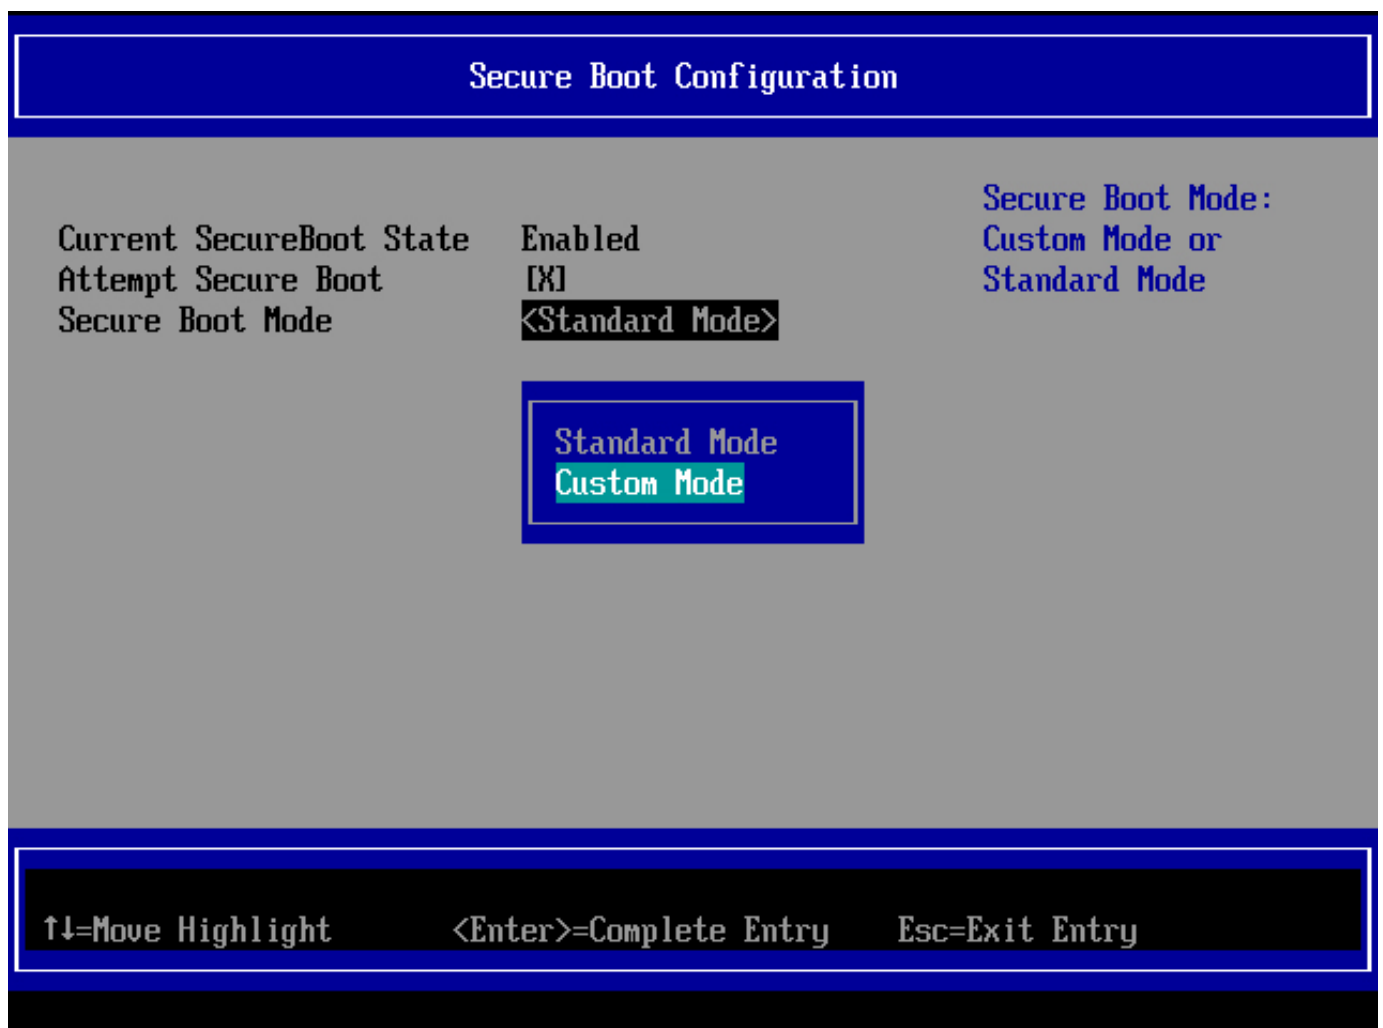 Secure Boot Configuration
Current SecureBoot State Enabled
Attempt Secure Boot [X]
Secure Boot Mode <Standard Mode>
Secure Boot Mode:
Custom Mode or
Standard Mode
Standard Mode
Custom Mode
↑↓=Move Highlight <Enter>=Complete Entry Esc=Exit Entry